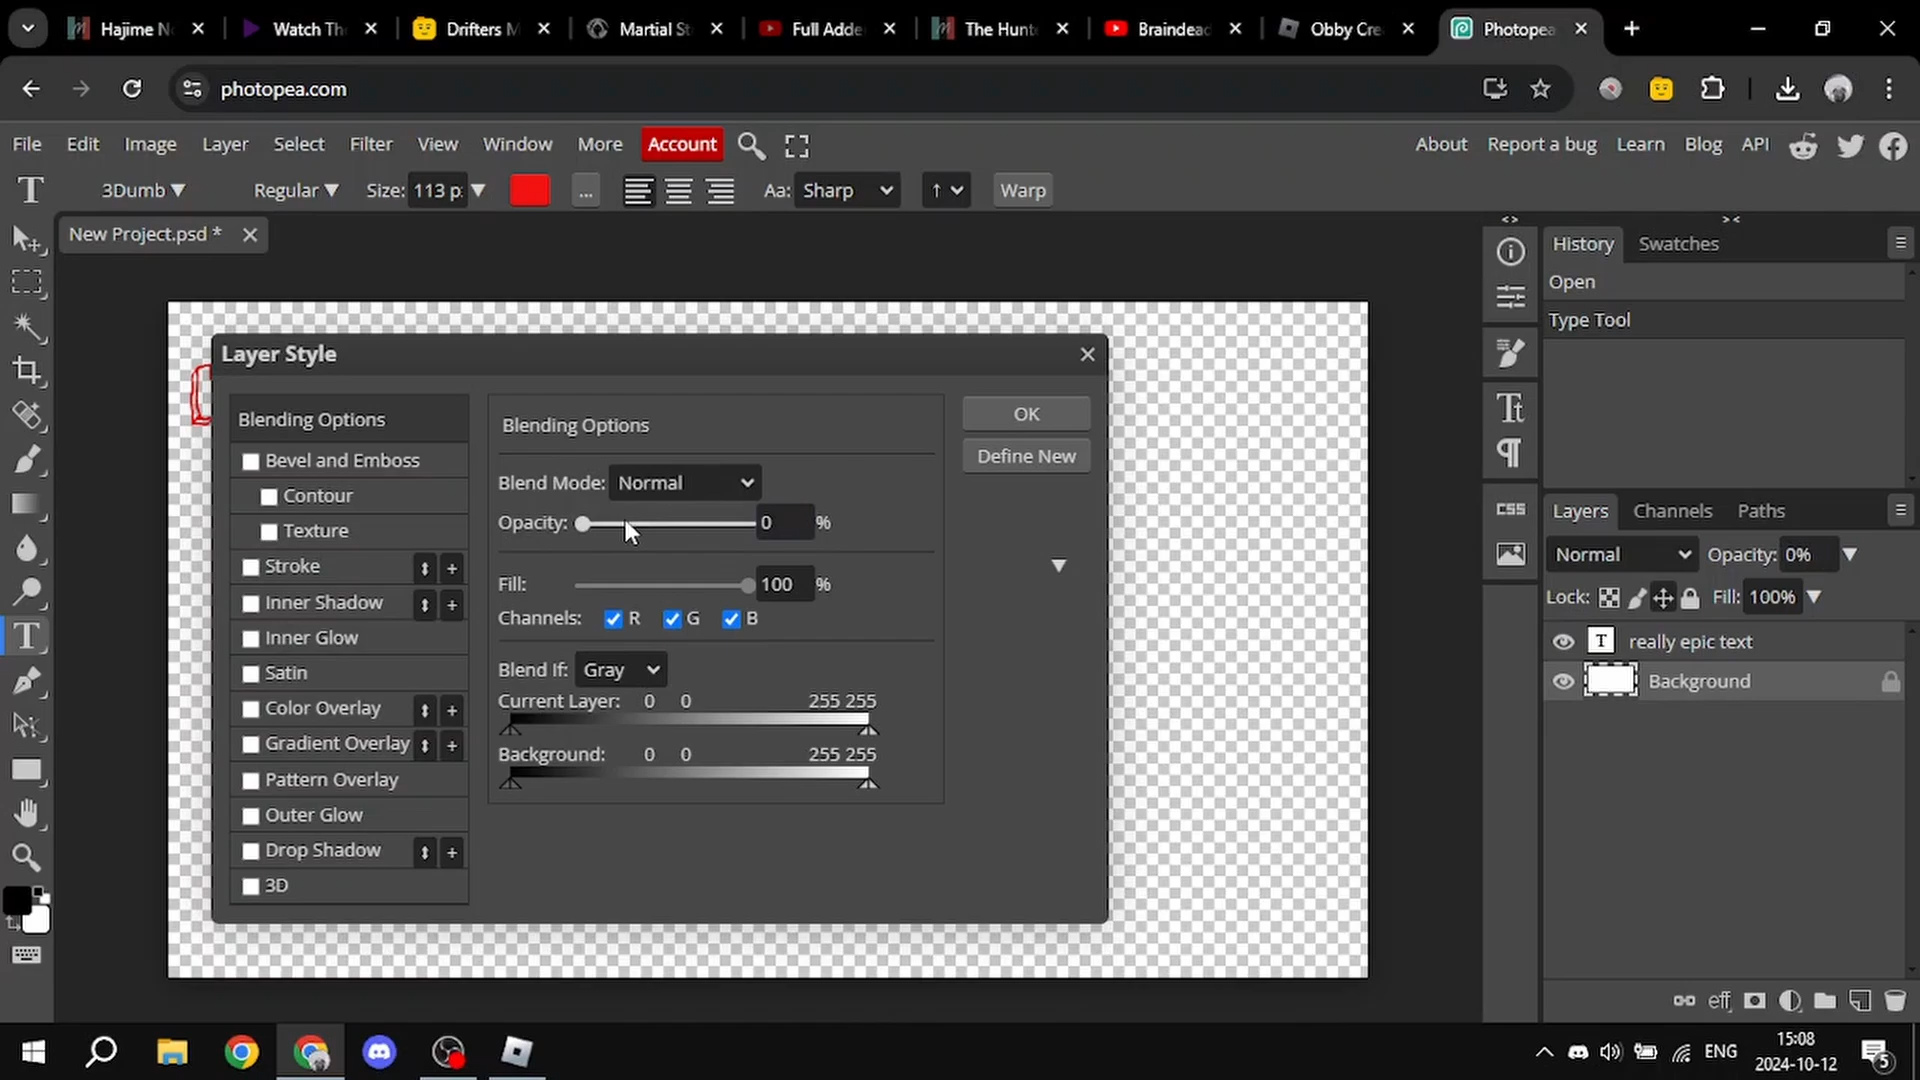 Hajime N
Watch Th
Drifters M
Martial St
Full Adde
The Hunt
Braindead
Obby Cre
Photopea
photopea.com
File Edit Image Layer Select Filter View Window More Account About Report a bug Learn Blog API
T 3Dumb Regular Size: 113 p: ... Aa: Sharp Warp
New Project.psd *
History Swatches
Open
Type Tool
Layer Style
Blending Options
Bevel and Emboss
Contour
Texture
Stroke
Inner Shadow
Inner Glow
Satin
Color Overlay
Gradient Overlay
Pattern Overlay
Outer Glow
Drop Shadow
3D
Blending Options
Blend Mode: Normal
Opacity: 0 %
Fill: 100 %
Channels: R G B
Blend If: Gray
Current Layer: 0 0 255 255
Background: 0 0 255 255
OK
Define New
CSS
Layers Channels Paths
Normal Opacity: 0%
Lock: Fill: 100%
T really epic text
Background
eff
ENG
15:08
2024-10-12
5